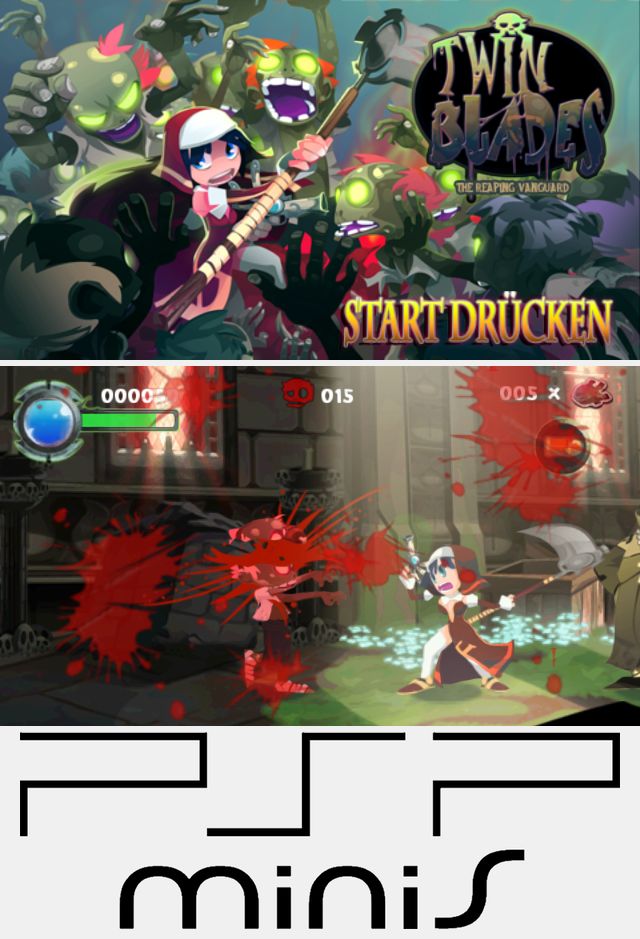 TWIN
BLADES
THE REAPING VANGUARD
START DRÜCKEN
015
005 ×
PSP
minis